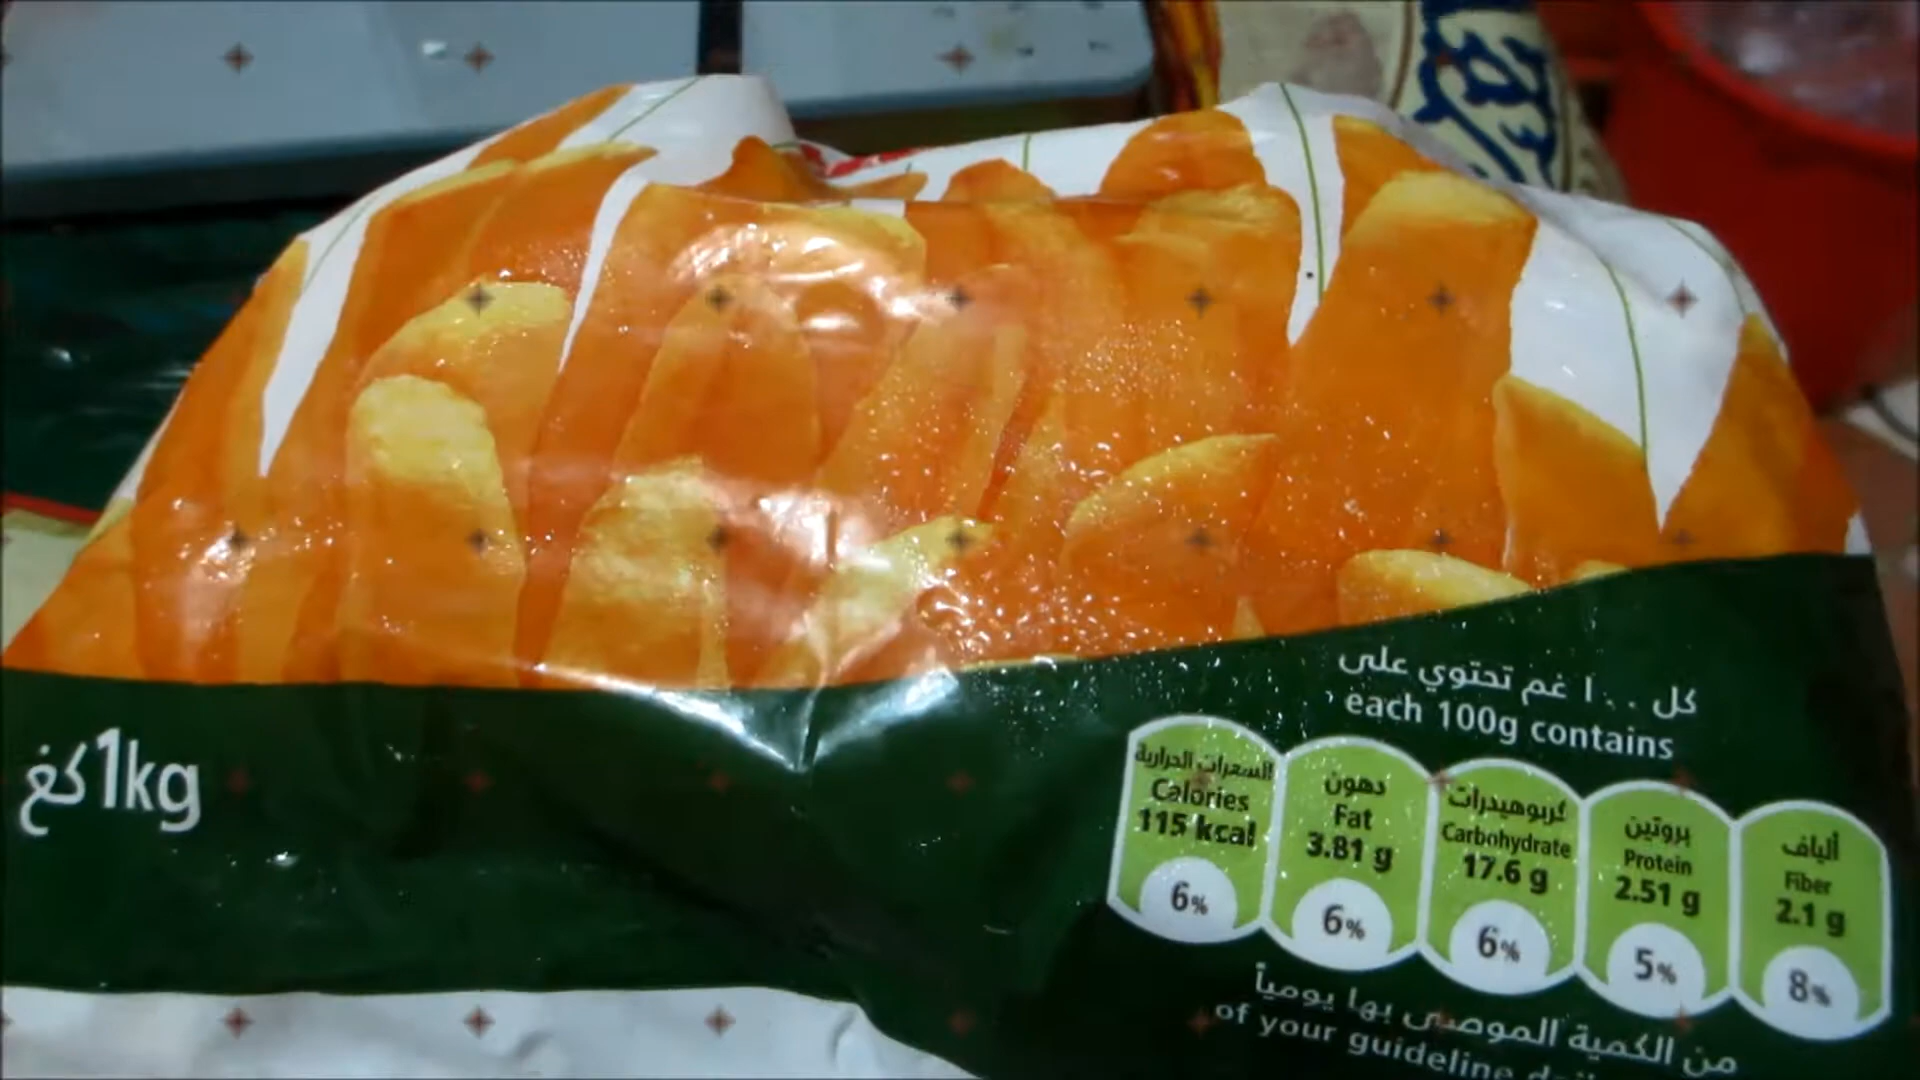 كل ١٠٠ غم تحتوي على
each 100g contains
1kg كغ
السعرات الحرارية
Calories
115 kcal
6%
دهون
Fat
3.81 g
6%
كربوهيدرات
Carbohydrate
17.6 g
6%
بروتين
Protein
2.51 g
5%
ألياف
Fiber
2.1 g
8%
من الكمية الموصى بها يومياً
of your guideline